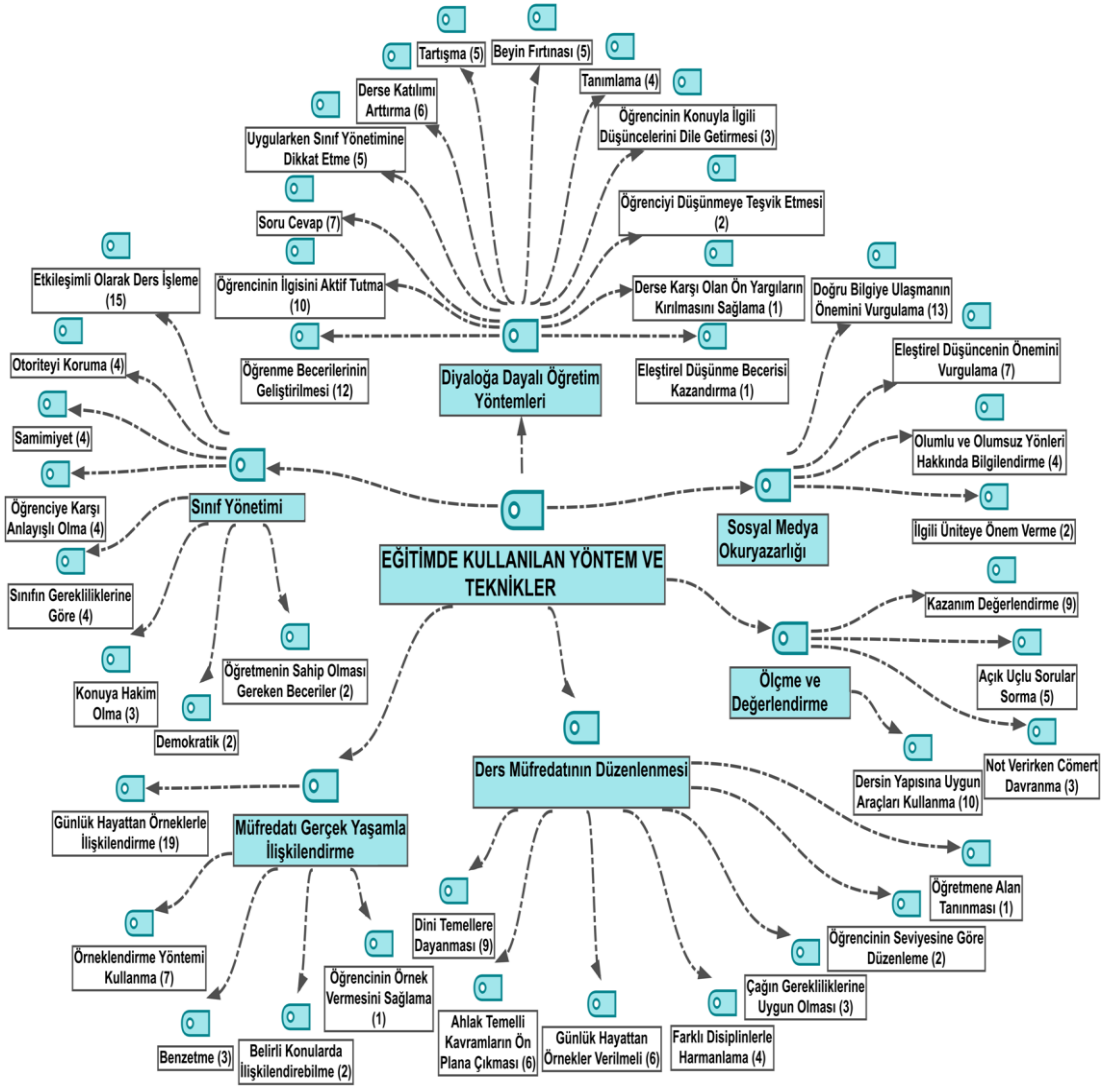 Tartışma (5)
Beyin Fırtınası (5)
Tanımlama (4)
Derse Katılımı
Arttırma (6)
Öğrencinin Konuyla İlgili
Düşüncelerini Dile Getirmesi (3)
Uygularken Sınıf Yönetimine
Dikkat Etme (5)
Öğrenciyi Düşünmeye Teşvik Etmesi
(2)
Soru Cevap (7)
Öğrencinin İlgisini Aktif Tutma
(10)
Derse Karşı Olan Ön Yargıların
Kırılmasını Sağlama (1)
Öğrenme Becerilerinin
Geliştirilmesi (12)
Eleştirel Düşünme Becerisi
Kazandırma (1)
Diyaloğa Dayalı Öğretim
Yöntemleri
Etkileşimli Olarak Ders İşleme
(15)
Otoriteyi Koruma (4)
Samimiyet (4)
Öğrenciye Karşı
Anlayışlı Olma (4)
Sınıfın Gerekliliklerine
Göre (4)
Konuya Hakim
Olma (3)
Demokratik (2)
Öğretmenin Sahip Olması
Gereken Beceriler (2)
Sınıf Yönetimi
Doğru Bilgiye Ulaşmanın
Önemini Vurgulama (13)
Eleştirel Düşüncenin Önemini
Vurgulama (7)
Olumlu ve Olumsuz Yönleri
Hakkında Bilgilendirme (4)
İlgili Üniteye Önem Verme (2)
Sosyal Medya
Okuryazarlığı
EĞİTİMDE KULLANILAN YÖNTEM VE
TEKNİKLER
Kazanım Değerlendirme (9)
Açık Uçlu Sorular
Sorma (5)
Not Verirken Cömert
Davranma (3)
Dersin Yapısına Uygun
Araçları Kullanma (10)
Ölçme ve
Değerlendirme
Ders Müfredatının Düzenlenmesi
Öğretmene Alan
Tanınması (1)
Öğrencinin Seviyesine Göre
Düzenleme (2)
Çağın Gerekliliklerine
Uygun Olması (3)
Farklı Disiplinlerle
Harmanlama (4)
Günlük Hayattan
Örnekler Verilmeli (6)
Ahlak Temelli
Kavramların Ön
Plana Çıkması (6)
Dini Temellere
Dayanması (9)
Müfredatı Gerçek Yaşamla
İlişkilendirme
Günlük Hayattan Örneklerle
İlişkilendirme (19)
Örneklendirme Yöntemi
Kullanma (7)
Benzetme (3)
Belirli Konularda
İlişkilendirebilme (2)
Öğrencinin Örnek
Vermesini Sağlama
(1)